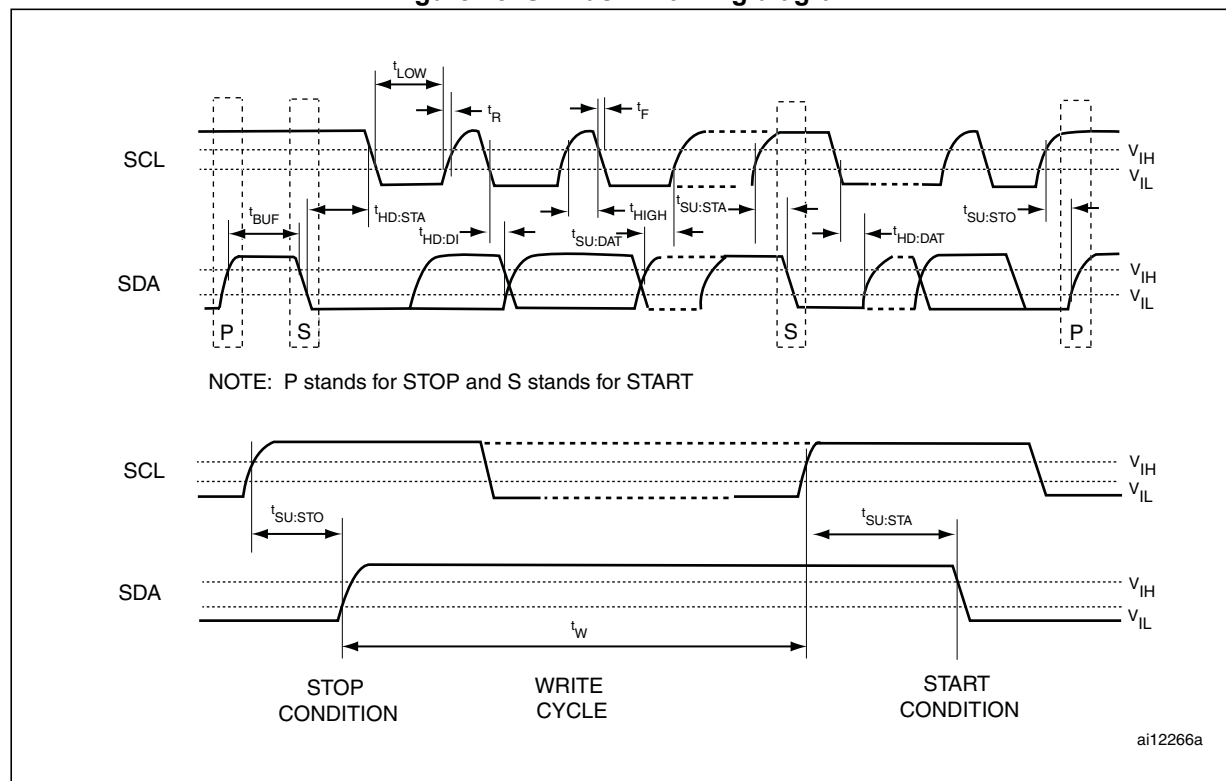 tLOW
tR
tF
SCL
VIH
VIL
tBUF
tHD:STA
tHD:DI
tSU:DAT
tHIGH
tSU:STA
tHD:DAT
tSU:STO
SDA
VIH
VIL
P
S
S
P
NOTE: P stands for STOP and S stands for START
SCL
VIH
VIL
tSU:STO
tSU:STA
SDA
VIH
VIL
tW
STOP
CONDITION
WRITE
CYCLE
START
CONDITION
ai12266a